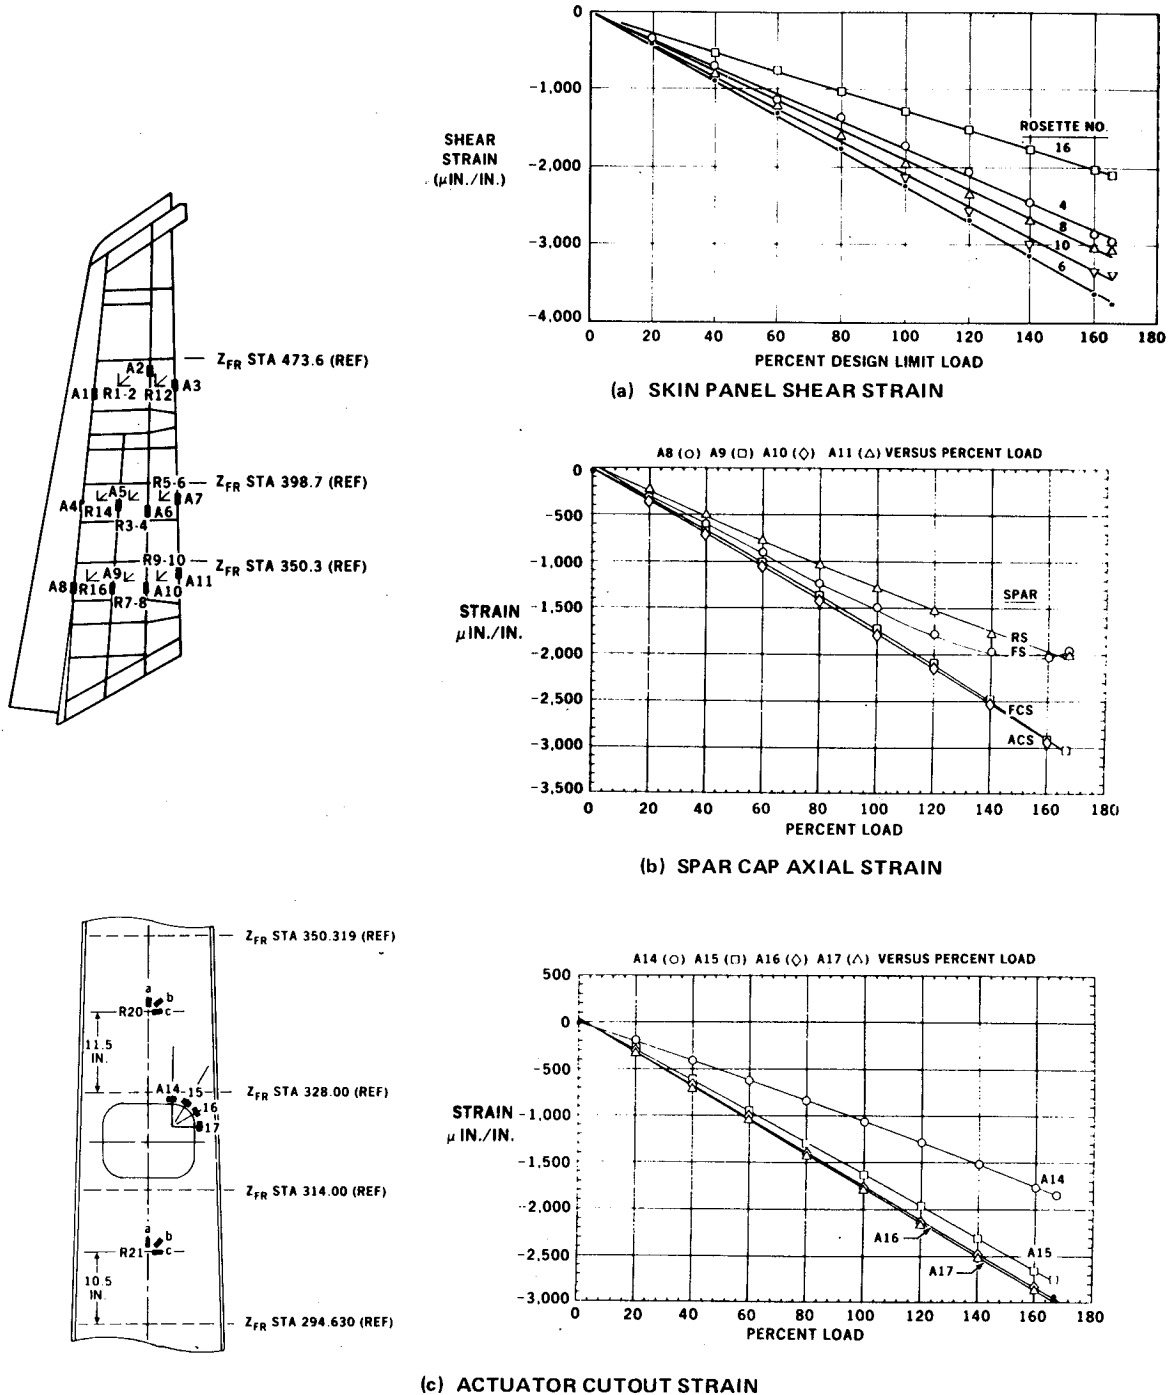 0
-1,000
-2,000
-3,000
-4,000
SHEAR
STRAIN
(μIN./IN.)
ROSETTE NO.
16
4
8
10
6
0 20 40 60 80 100 120 140 160 180
PERCENT DESIGN LIMIT LOAD
(a) SKIN PANEL SHEAR STRAIN
Z_FR STA 473.6 (REF)
A2
A1 R1-2 R12 A3
Z_FR STA 398.7 (REF)
R5-6
A4 R14 A5 A7
R3-4 A6
R9-10
Z_FR STA 350.3 (REF)
A8 R16 A9 A10 A11
R7-8
A8 (○) A9 (□) A10 (◇) A11 (△) VERSUS PERCENT LOAD
0
-500
-1,000
-1,500
-2,000
-2,500
-3,000
-3,500
STRAIN
μIN./IN.
SPAR
RS
FS
FCS
ACS
0 20 40 60 80 100 120 140 160 180
PERCENT LOAD
(b) SPAR CAP AXIAL STRAIN
Z_FR STA 350.319 (REF)
a
b
R20 c
11.5
IN.
A14 15
Z_FR STA 328.00 (REF)
16
17
Z_FR STA 314.00 (REF)
a
b
R21 c
10.5
IN.
Z_FR STA 294.630 (REF)
A14 (○) A15 (□) A16 (◇) A17 (△) VERSUS PERCENT LOAD
500
0
-500
-1,000
-1,500
-2,000
-2,500
-3,000
STRAIN
μ IN./IN.
A14
A15
A16
A17
0 20 40 60 80 100 120 140 160 180
PERCENT LOAD
(c) ACTUATOR CUTOUT STRAIN